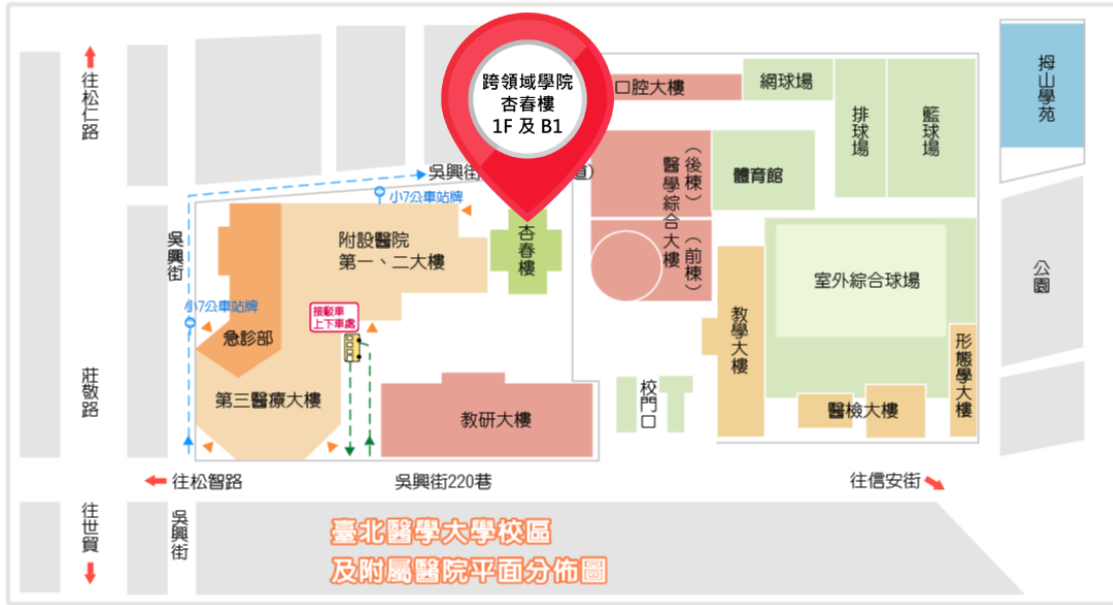 跨領域學院
杏春樓
1F 及 B1
往松仁路
口腔大樓
網球場
排球場
籃球場
拇山學苑
吳興街
道)
小7公車站牌
醫學綜合大樓
(後棟)
(前棟)
體育館
吳興街
附設醫院
第一、二大樓
杏春樓
室外綜合球場
公園
小7公車站牌
接駁車
上下車處
急診部
教學大樓
形態學大樓
莊敬路
第三醫療大樓
教研大樓
校門口
醫檢大樓
往松智路
吳興街220巷
往信安街
往世貿
吳興街
臺北醫學大學校區
及附屬醫院平面分佈圖